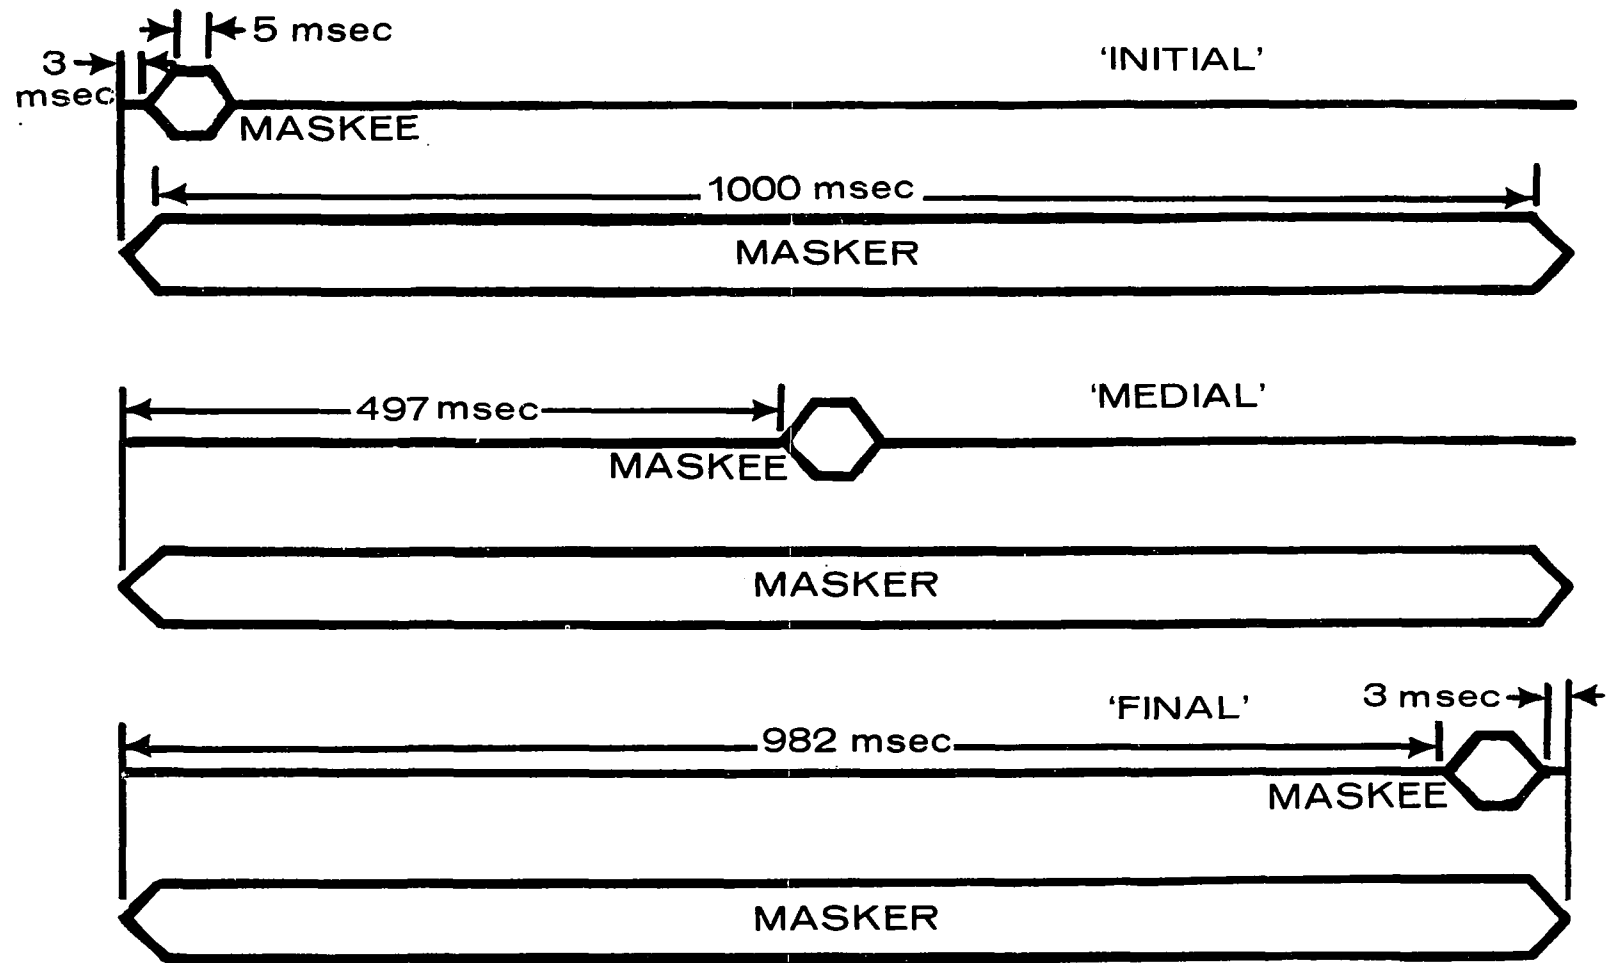 5 msec
3
msec
'INITIAL'
MASKEE
1000 msec
MASKER
497 msec
'MEDIAL'
MASKEE
MASKER
'FINAL'
3 msec
982 msec
MASKEE
MASKER